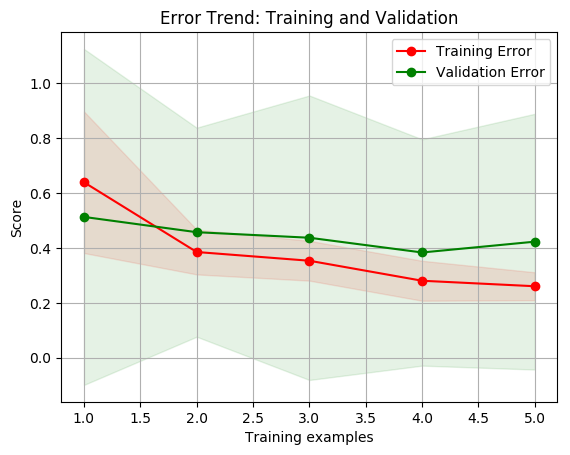 Error Trend: Training and Validation
Training Error
Validation Error
Score
1.0
0.8
0.6
0.4
0.2
0.0
1.0 1.5 2.0 2.5 3.0 3.5 4.0 4.5 5.0
Training examples